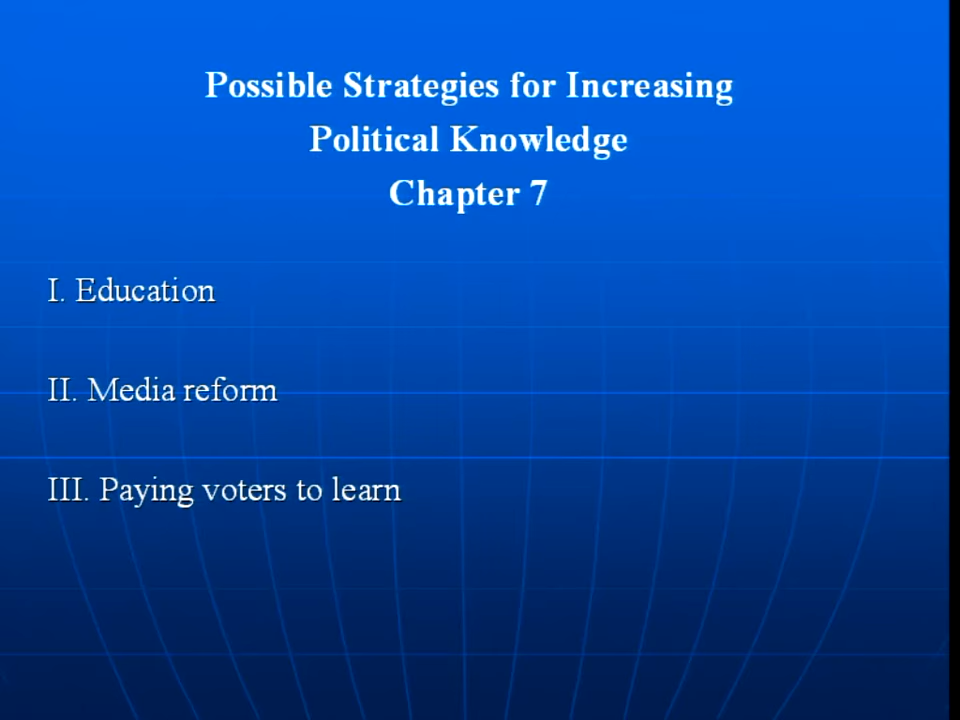 Possible Strategies for Increasing
Political Knowledge
Chapter 7
I. Education
II. Media reform
III. Paying voters to learn